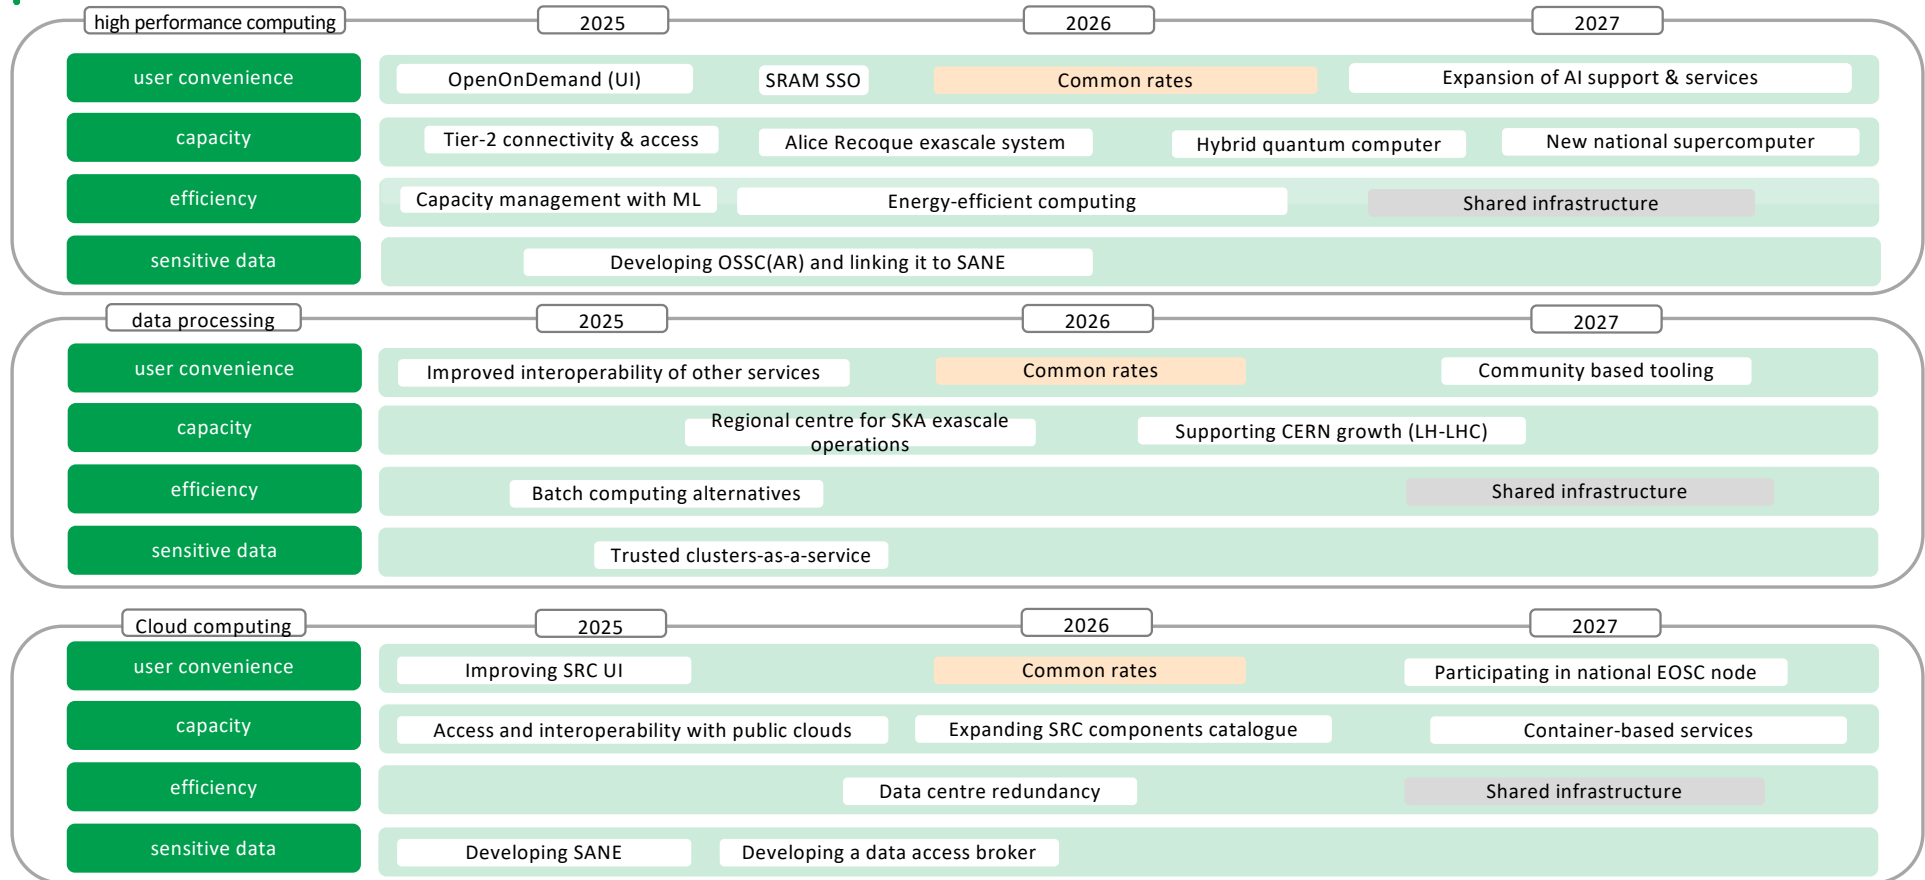 high performance computing 2025 2026 2027
user convenience OpenOnDemand (UI) SRAM SSO Common rates Expansion of AI support & services
capacity Tier-2 connectivity & access Alice Recoque exascale system Hybrid quantum computer New national supercomputer
efficiency Capacity management with ML Energy-efficient computing Shared infrastructure
sensitive data Developing OSSC(AR) and linking it to SANE
data processing 2025 2026 2027
user convenience Improved interoperability of other services Common rates Community based tooling
capacity Regional centre for SKA exascale
operations Supporting CERN growth (LH-LHC)
efficiency Batch computing alternatives Shared infrastructure
sensitive data Trusted clusters-as-a-service
Cloud computing 2025 2026 2027
user convenience Improving SRC UI Common rates Participating in national EOSC node
capacity Access and interoperability with public clouds Expanding SRC components catalogue Container-based services
efficiency Data centre redundancy Shared infrastructure
sensitive data Developing SANE Developing a data access broker